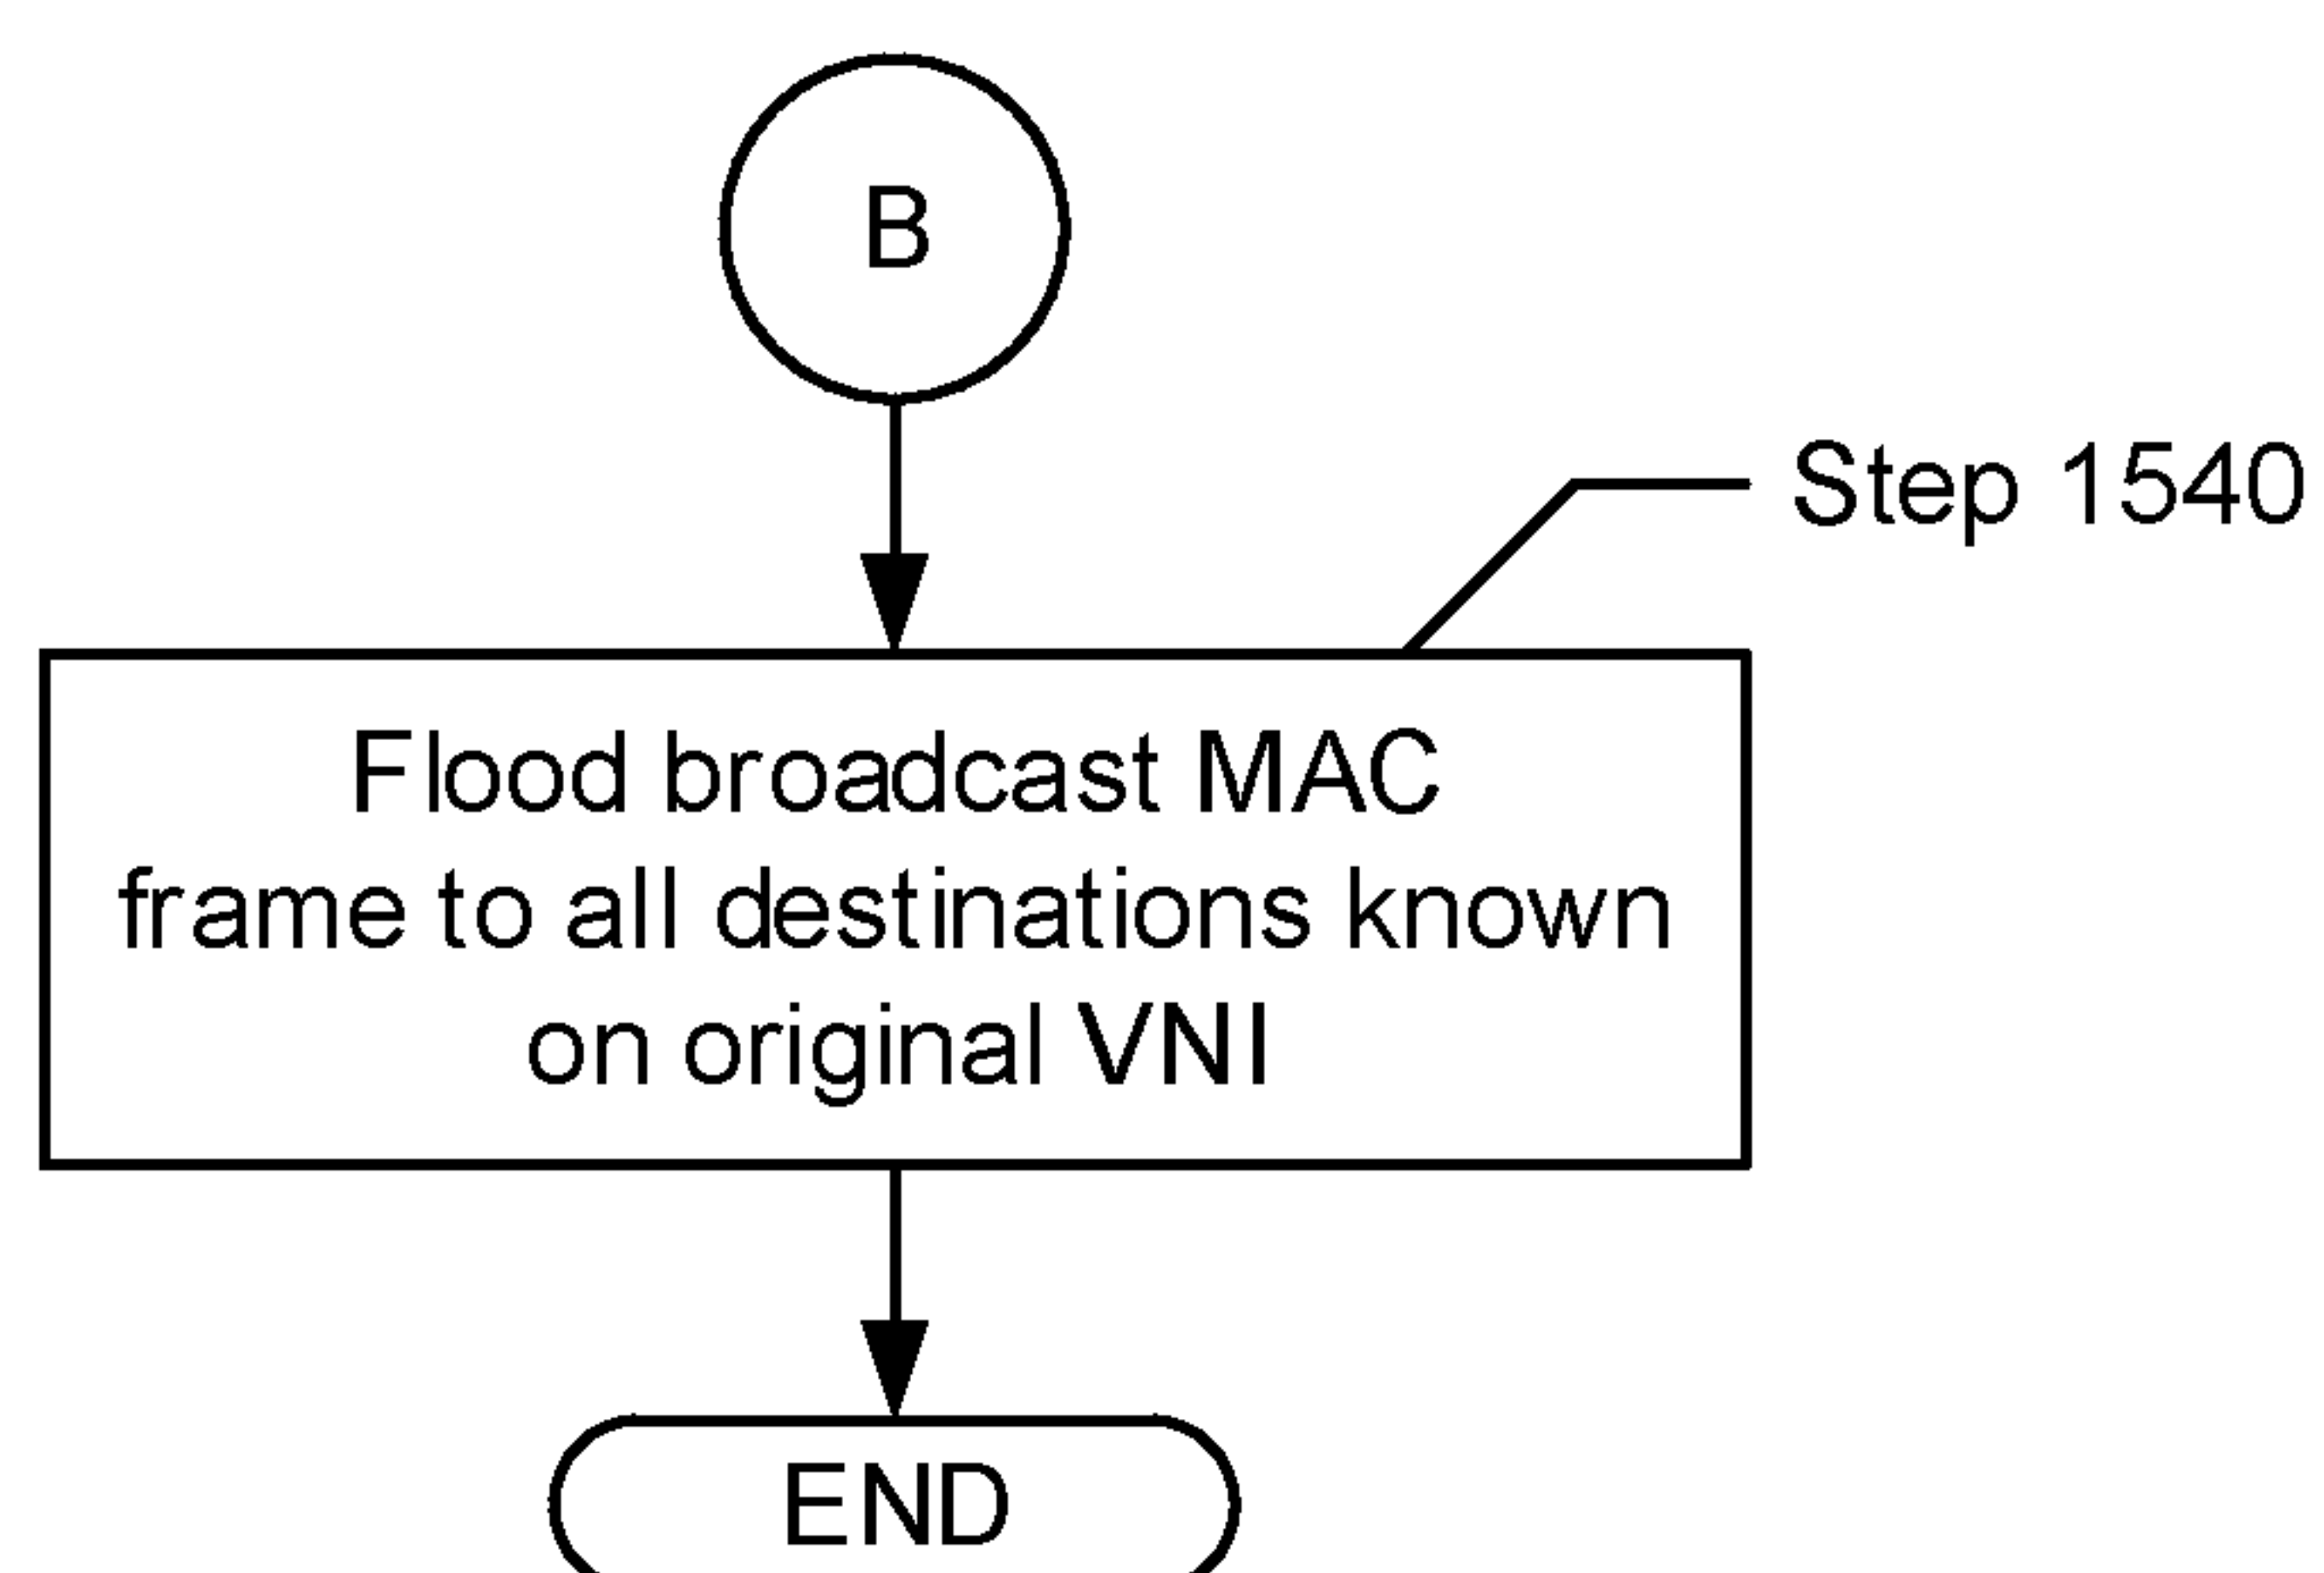 B
Step 1540
Flood broadcast MAC
frame to all destinations known
on original VNI
END